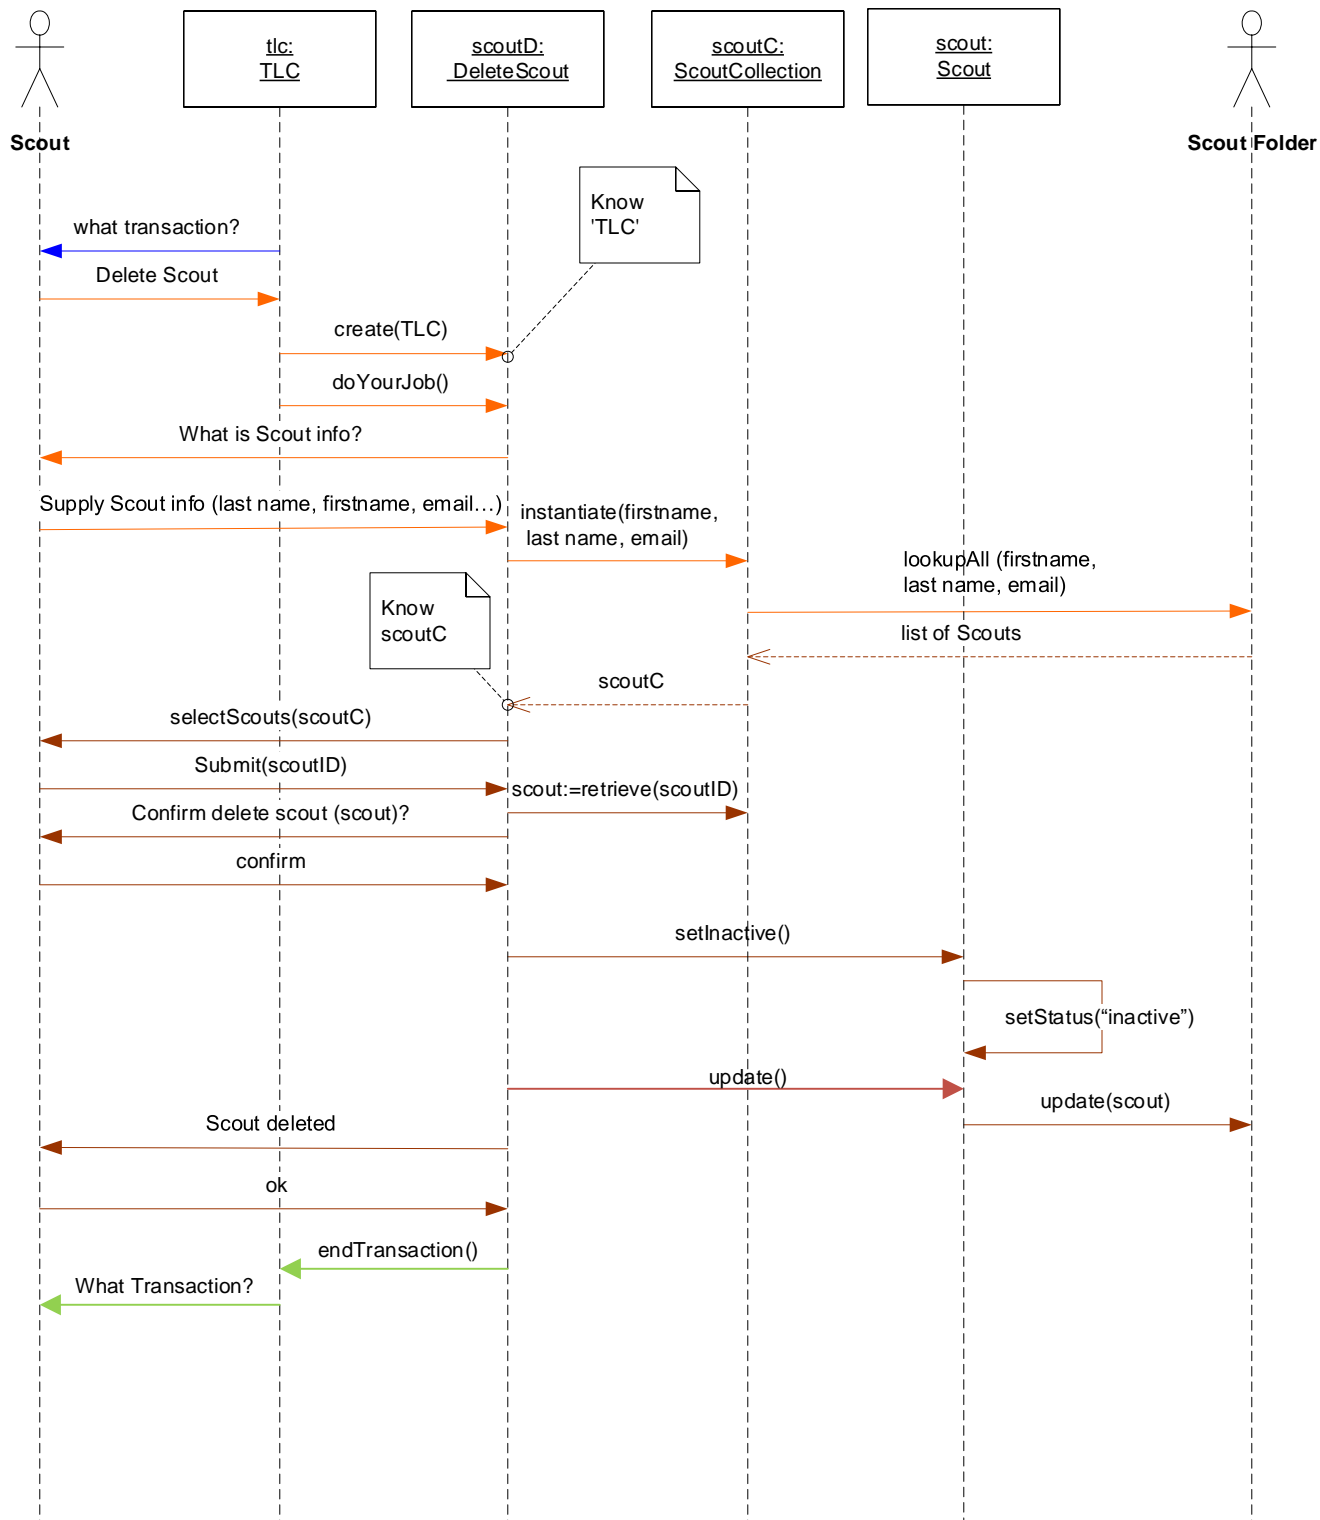 tlc:
TLC
scoutD:
DeleteScout
scoutC:
ScoutCollection
scout:
Scout
Scout
Scout Folder
Know
'TLC'
what transaction?
Delete Scout
create(TLC)
doYourJob()
What is Scout info?
Supply Scout info (last name, firstname, email…)
instantiate(firstname,
last name, email)
lookupAll (firstname,
last name, email)
Know
scoutC
list of Scouts
scoutC
selectScouts(scoutC)
Submit(scoutID)
scout:=retrieve(scoutID)
Confirm delete scout (scout)?
confirm
setInactive()
setStatus(“inactive”)
update()
update(scout)
Scout deleted
ok
endTransaction()
What Transaction?